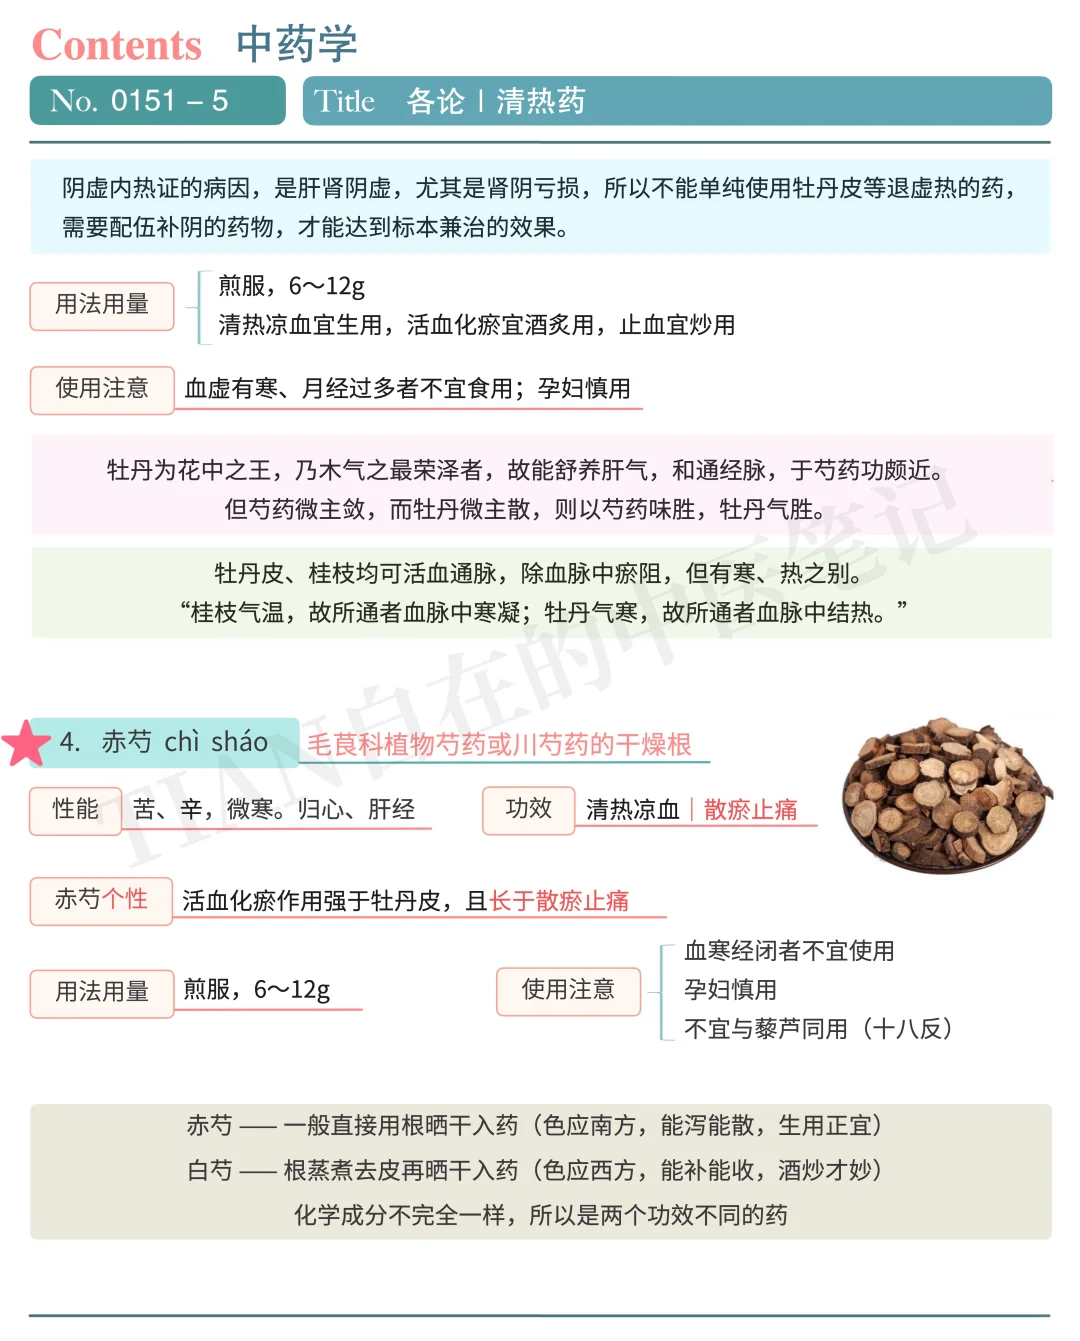 Contents 中药学
No. 0151 – 5
Title 各论 | 清热药
阴虚内热证的病因，是肝肾阴虚，尤其是肾阴亏损，所以不能单纯使用牡丹皮等退虚热的药，
需要配伍补阴的药物，才能达到标本兼治的效果。
用法用量
煎服，6～12g
清热凉血宜生用，活血化瘀宜酒炙用，止血宜炒用
使用注意 血虚有寒、月经过多者不宜食用；孕妇慎用
牡丹为花中之王，乃木气之最荣泽者，故能舒养肝气，和通经脉，于芍药功颇近。
但芍药微主敛，而牡丹微主散，则以芍药味胜，牡丹气胜。
牡丹皮、桂枝均可活血通脉，除血脉中瘀阻，但有寒、热之别。
“桂枝气温，故所通者血脉中寒凝；牡丹气寒，故所通者血脉中结热。”
TIAN自在的中医笔记
4. 赤芍 chì sháo 毛茛科植物芍药或川芍药的干燥根
性能 苦、辛，微寒。归心、肝经
功效 清热凉血｜散瘀止痛
赤芍个性 活血化瘀作用强于牡丹皮，且长于散瘀止痛
用法用量 煎服，6～12g
使用注意
血寒经闭者不宜使用
孕妇慎用
不宜与藜芦同用（十八反）
赤芍 —— 一般直接用根晒干入药（色应南方，能泻能散，生用正宜）
白芍 —— 根蒸煮去皮再晒干入药（色应西方，能补能收，酒炒才妙）
化学成分不完全一样，所以是两个功效不同的药